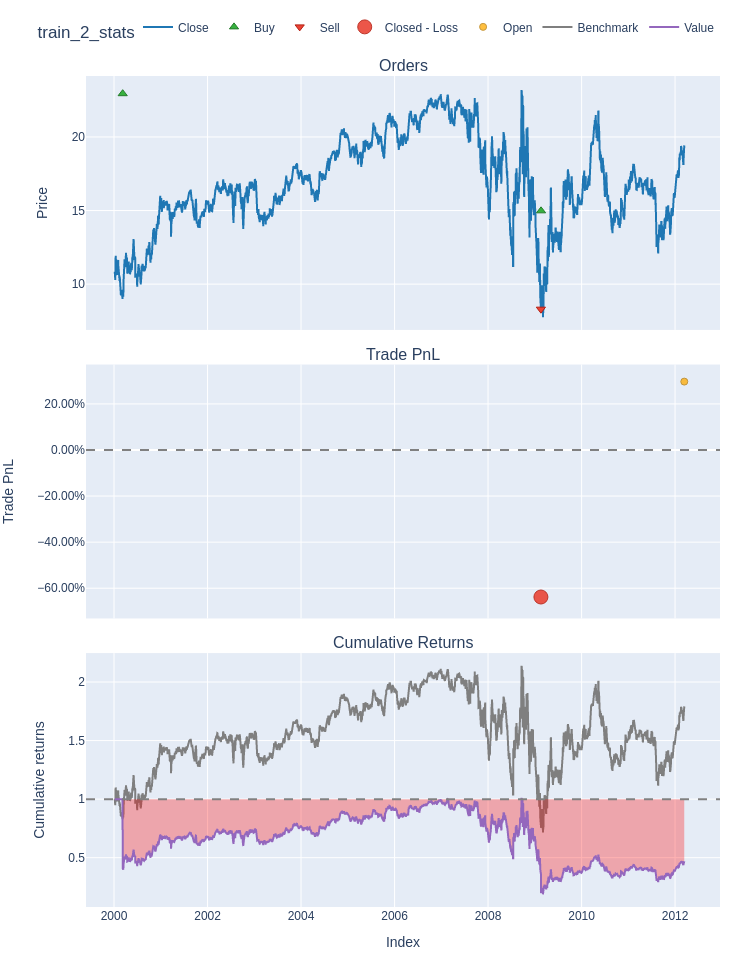 train_2_stats
Close Buy Sell Closed - Loss Open Benchmark Value
Orders
20
15
10
Price
Trade PnL
20.00%
0.00%
−20.00%
−40.00%
−60.00%
Trade PnL
Cumulative Returns
2
1.5
1
0.5
Cumulative returns
2000 2002 2004 2006 2008 2010 2012
Index